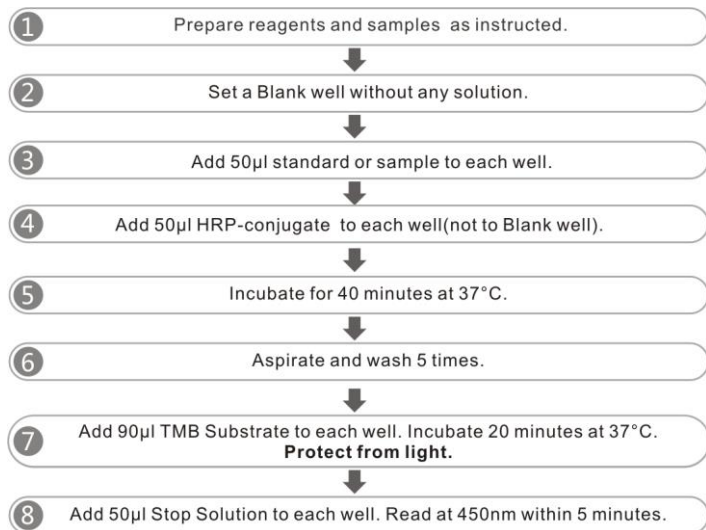 1 Prepare reagents and samples as instructed.
2 Set a Blank well without any solution.
3 Add 50µl standard or sample to each well.
4 Add 50µl HRP-conjugate to each well(not to Blank well).
5 Incubate for 40 minutes at 37°C.
6 Aspirate and wash 5 times.
7 Add 90µl TMB Substrate to each well. Incubate 20 minutes at 37°C.
Protect from light.
8 Add 50µl Stop Solution to each well. Read at 450nm within 5 minutes.